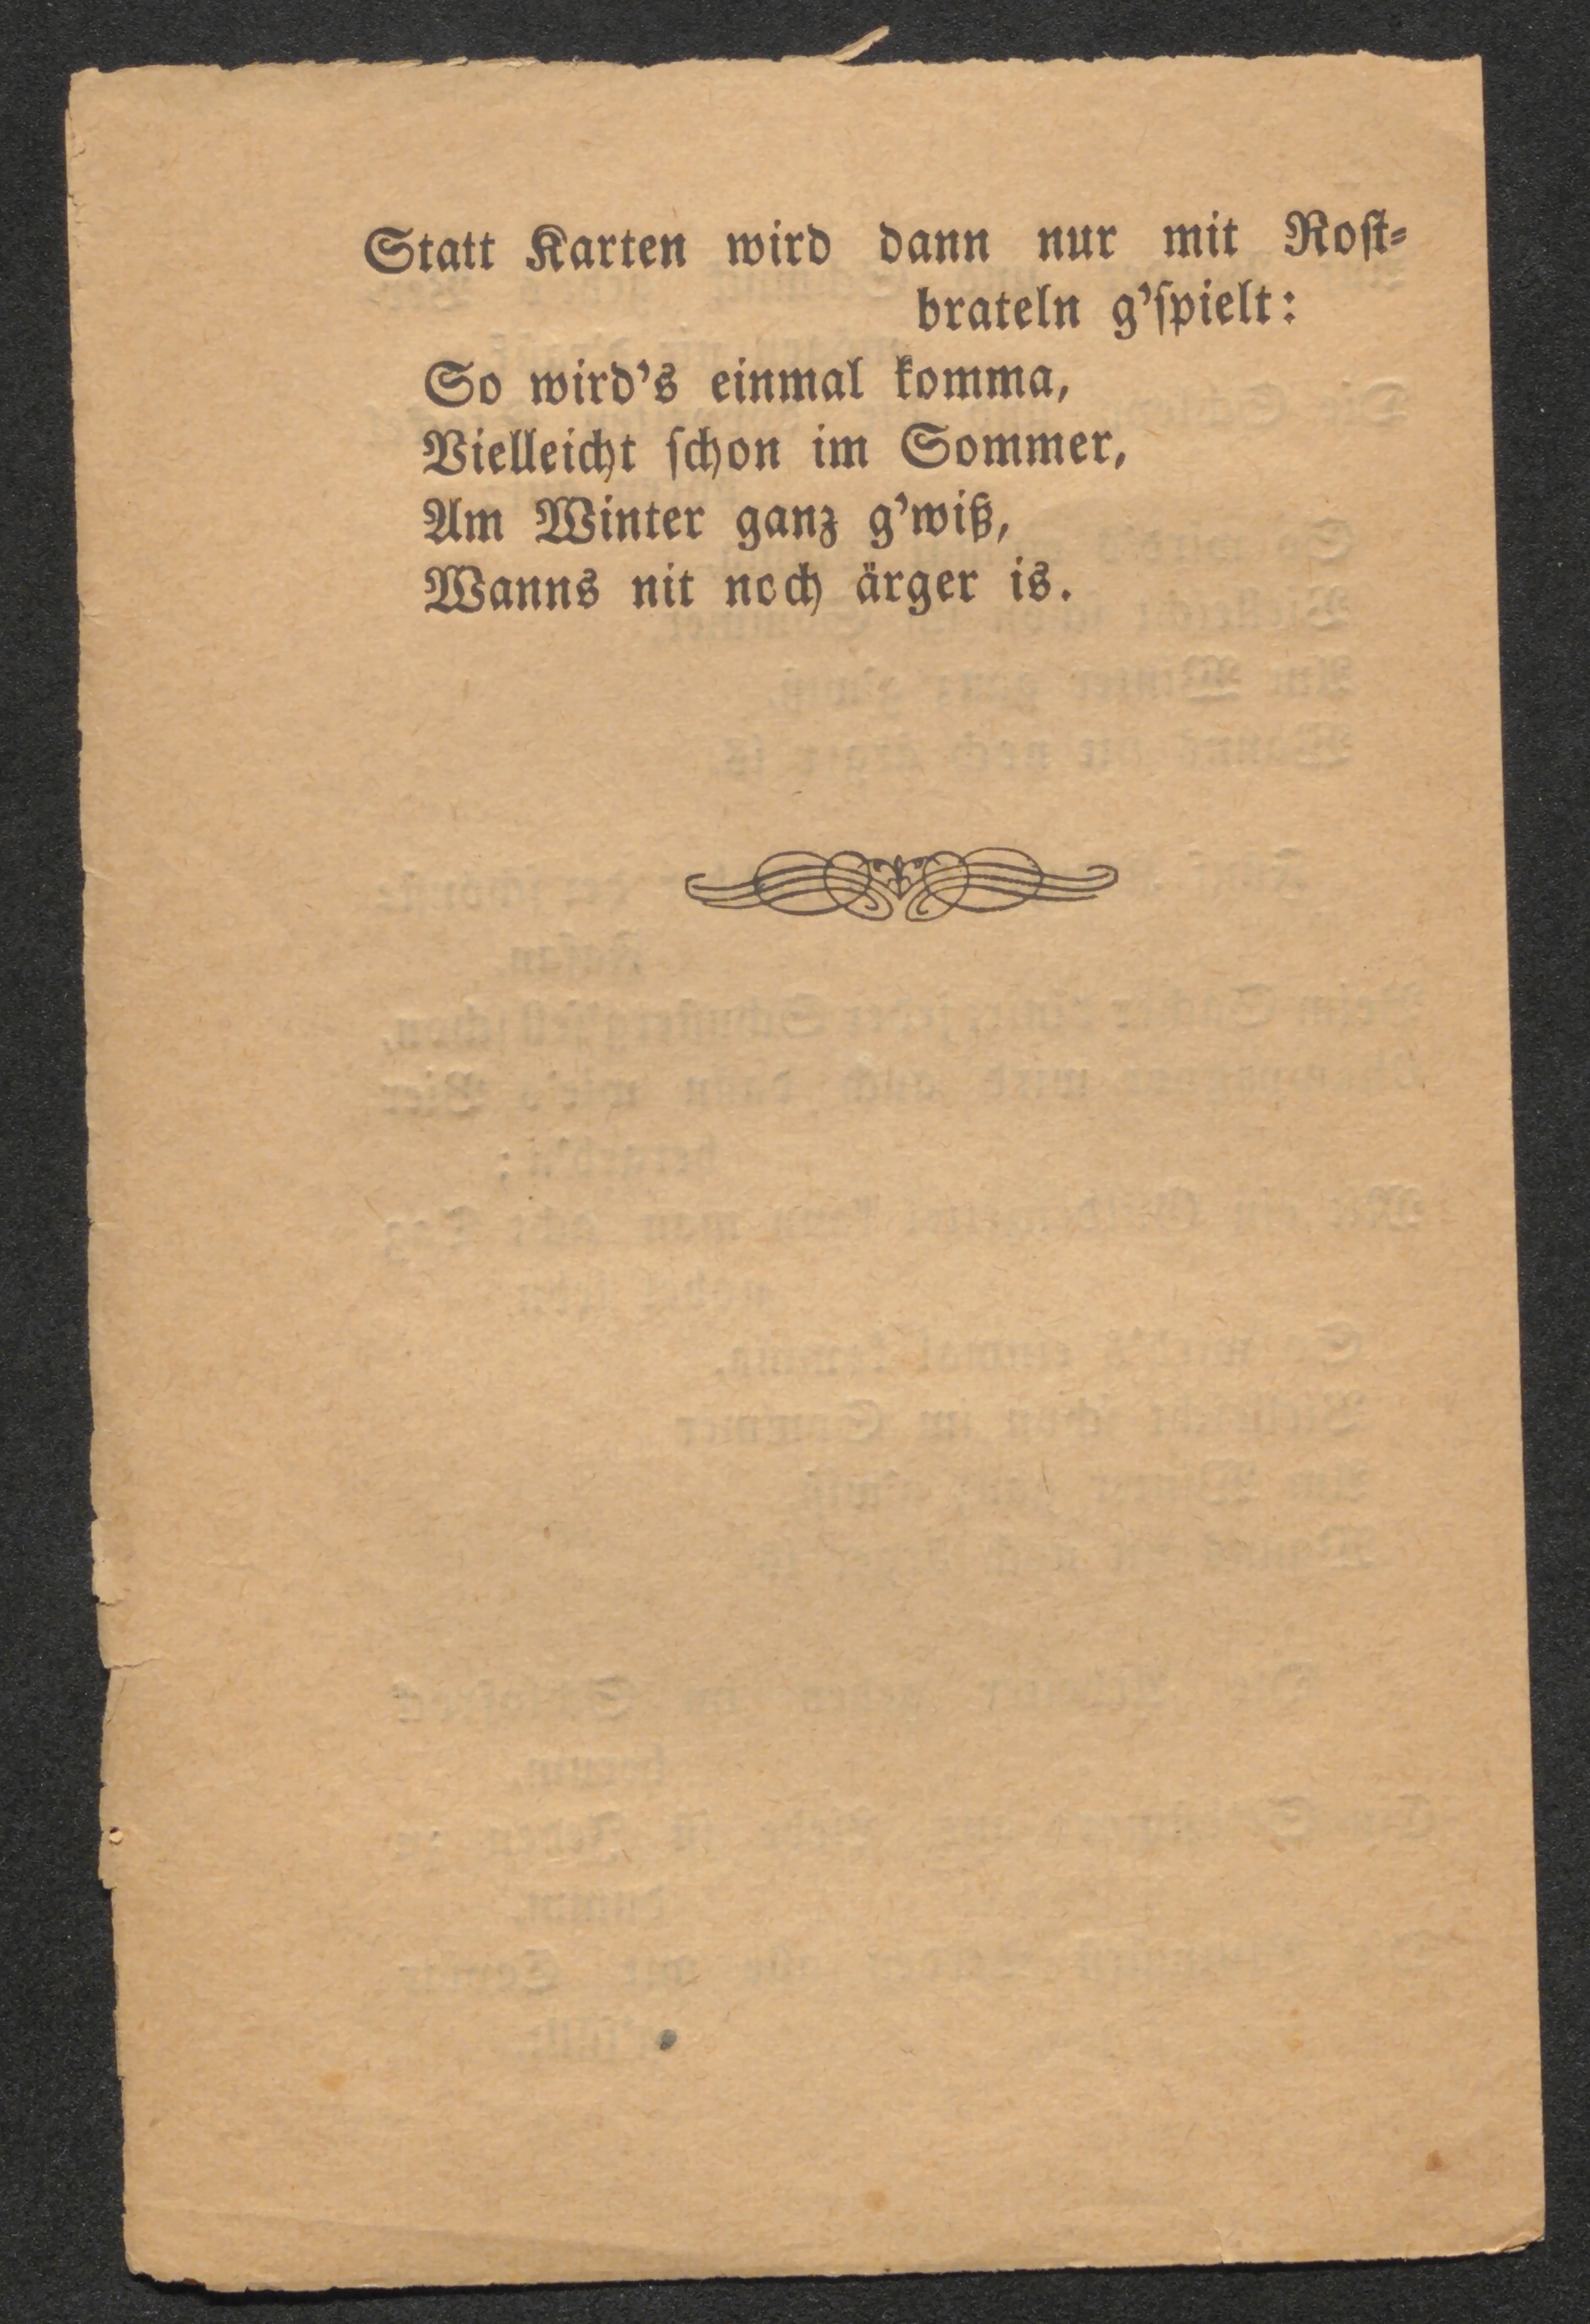 Statt Karten wird dann nur mit Roſt⸗
brateln g'ſpielt:
So wird's einmal komma,
Vielleicht ſchon im Sommer,
Am Winter ganz g'wiß,
Wanns nit noch ärger is.